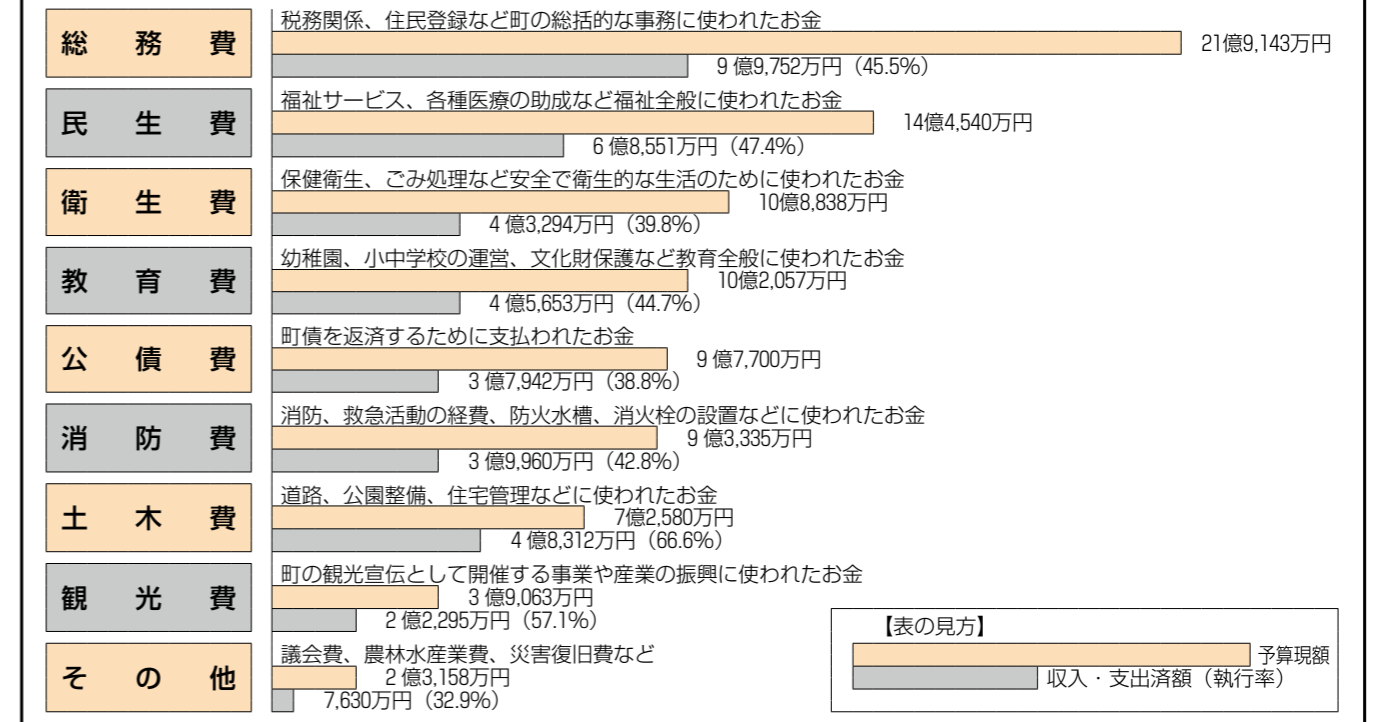 総務費
税務関係、住民登録など町の総括的な事務に使われたお金
21億9,143万円
9億9,752万円（45.5%）
民生費
福祉サービス、各種医療の助成など福祉全般に使われたお金
14億4,540万円
6億8,551万円（47.4%）
衛生費
保健衛生、ごみ処理など安全で衛生的な生活のために使われたお金
10億8,838万円
4億3,294万円（39.8%）
教育費
幼稚園、小中学校の運営、文化財保護など教育全般に使われたお金
10億2,057万円
4億5,653万円（44.7%）
公債費
町債を返済するために支払われたお金
9億7,700万円
3億7,942万円（38.8%）
消防費
消防、救急活動の経費、防火水槽、消火栓の設置などに使われたお金
9億3,335万円
3億9,960万円（42.8%）
土木費
道路、公園整備、住宅管理などに使われたお金
7億2,580万円
4億8,312万円（66.6%）
観光費
町の観光宣伝として開催する事業や産業の振興に使われたお金
3億9,063万円
2億2,295万円（57.1%）
その他
議会費、農林水産業費、災害復旧費など
2億3,158万円
7,630万円（32.9%）
【表の見方】
予算現額
収入・支出済額（執行率）